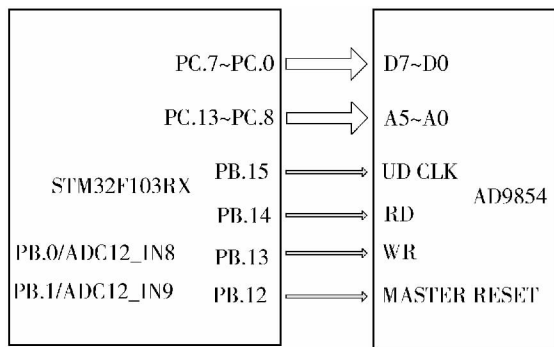 PC.7~PC.0 D7~D0
PC.13~PC.8 A5~A0
PB.15 UD CLK
STM32F103RX AD9854
PB.14 RD
PB.0/ADC12_IN8 PB.13 WR
PB.1/ADC12_IN9 PB.12 MASTER RESET